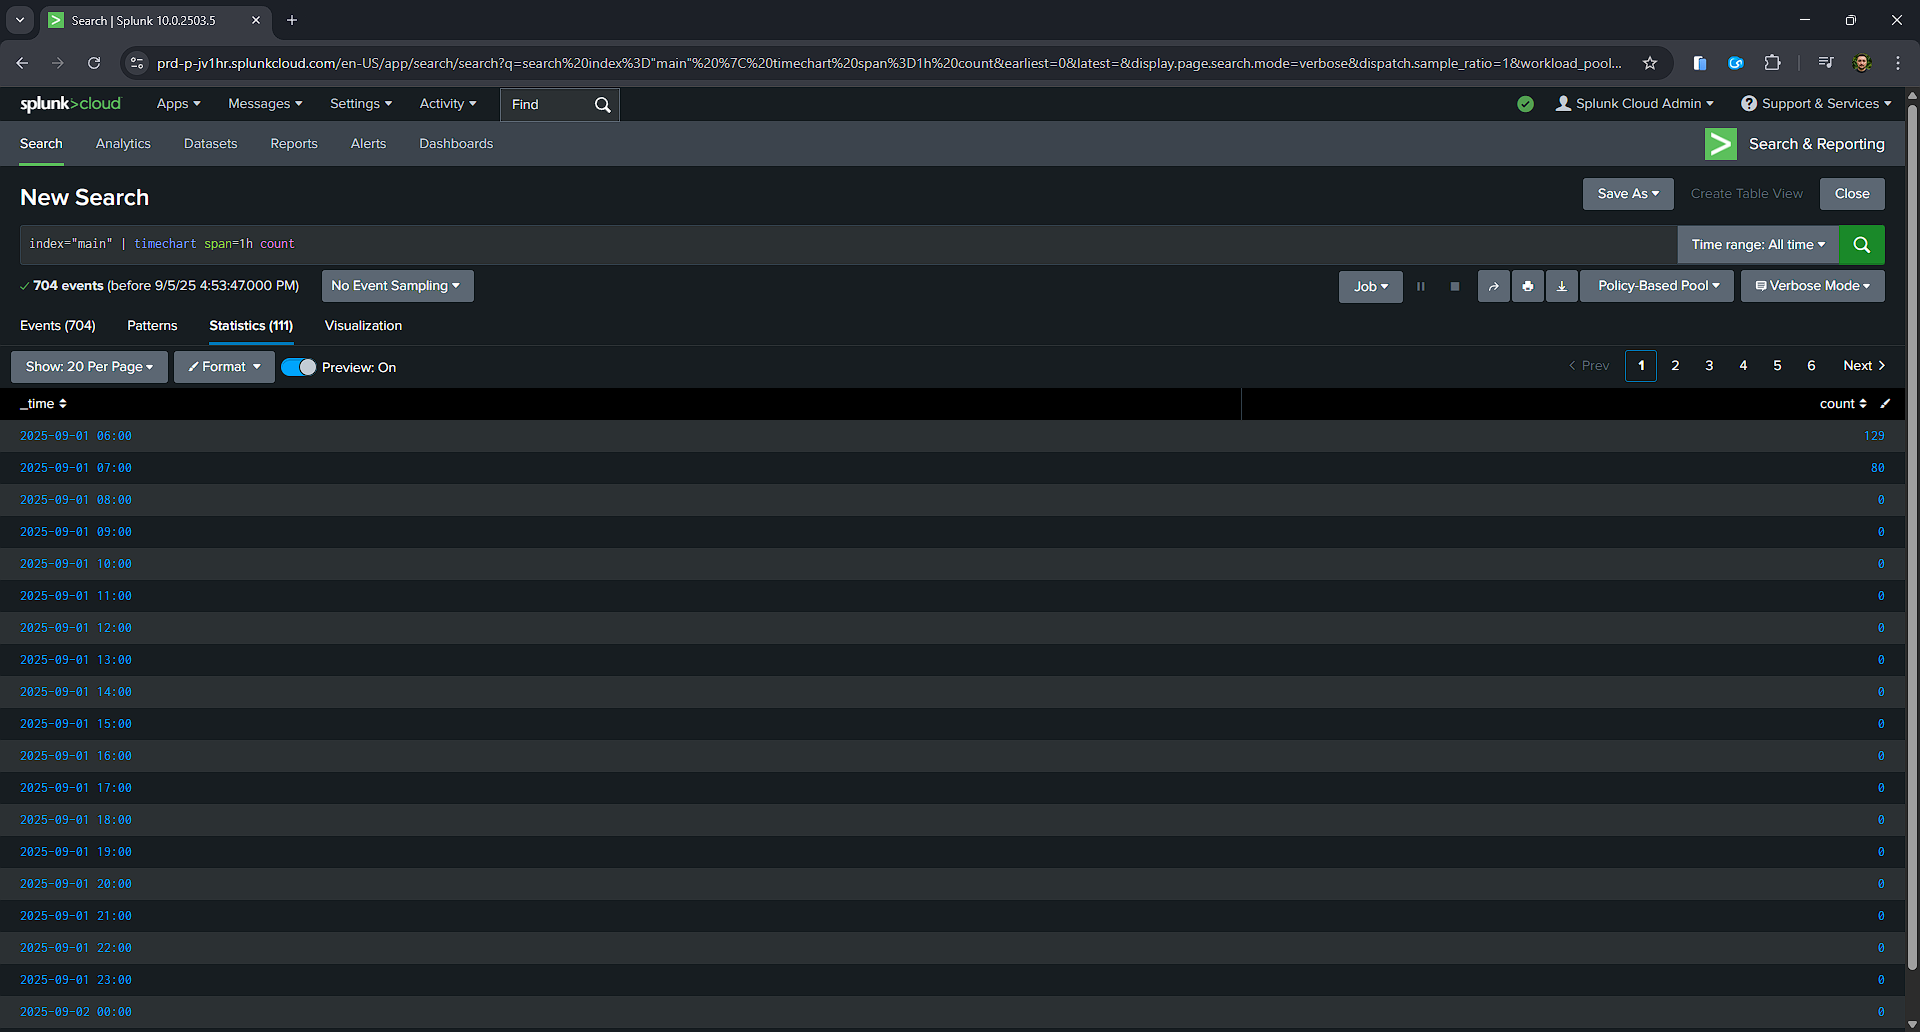 Search | Splunk 10.0.2503.5
prd-p-jv1hr.splunkcloud.com/en-US/app/search/search?q=search%20index%3D"main"%20%7C%20timechart%20span%3D1h%20count&earliest=0&latest=&display.page.search.mode=verbose&dispatch.sample_ratio=1&workload_pool...
splunk>cloud Apps Messages Settings Activity Find Splunk Cloud Admin Support & Services
Search Analytics Datasets Reports Alerts Dashboards Search & Reporting
New Search Save As Create Table View Close
index="main" | timechart span=1h count Time range: All time
704 events (before 9/5/25 4:53:47.000 PM) No Event Sampling Job Policy-Based Pool Verbose Mode
Events (704) Patterns Statistics (111) Visualization
Show: 20 Per Page Format Preview: On < Prev 1 2 3 4 5 6 Next >
_time count
2025-09-01 06:00 129
2025-09-01 07:00 80
2025-09-01 08:00 0
2025-09-01 09:00 0
2025-09-01 10:00 0
2025-09-01 11:00 0
2025-09-01 12:00 0
2025-09-01 13:00 0
2025-09-01 14:00 0
2025-09-01 15:00 0
2025-09-01 16:00 0
2025-09-01 17:00 0
2025-09-01 18:00 0
2025-09-01 19:00 0
2025-09-01 20:00 0
2025-09-01 21:00 0
2025-09-01 22:00 0
2025-09-01 23:00 0
2025-09-02 00:00 0